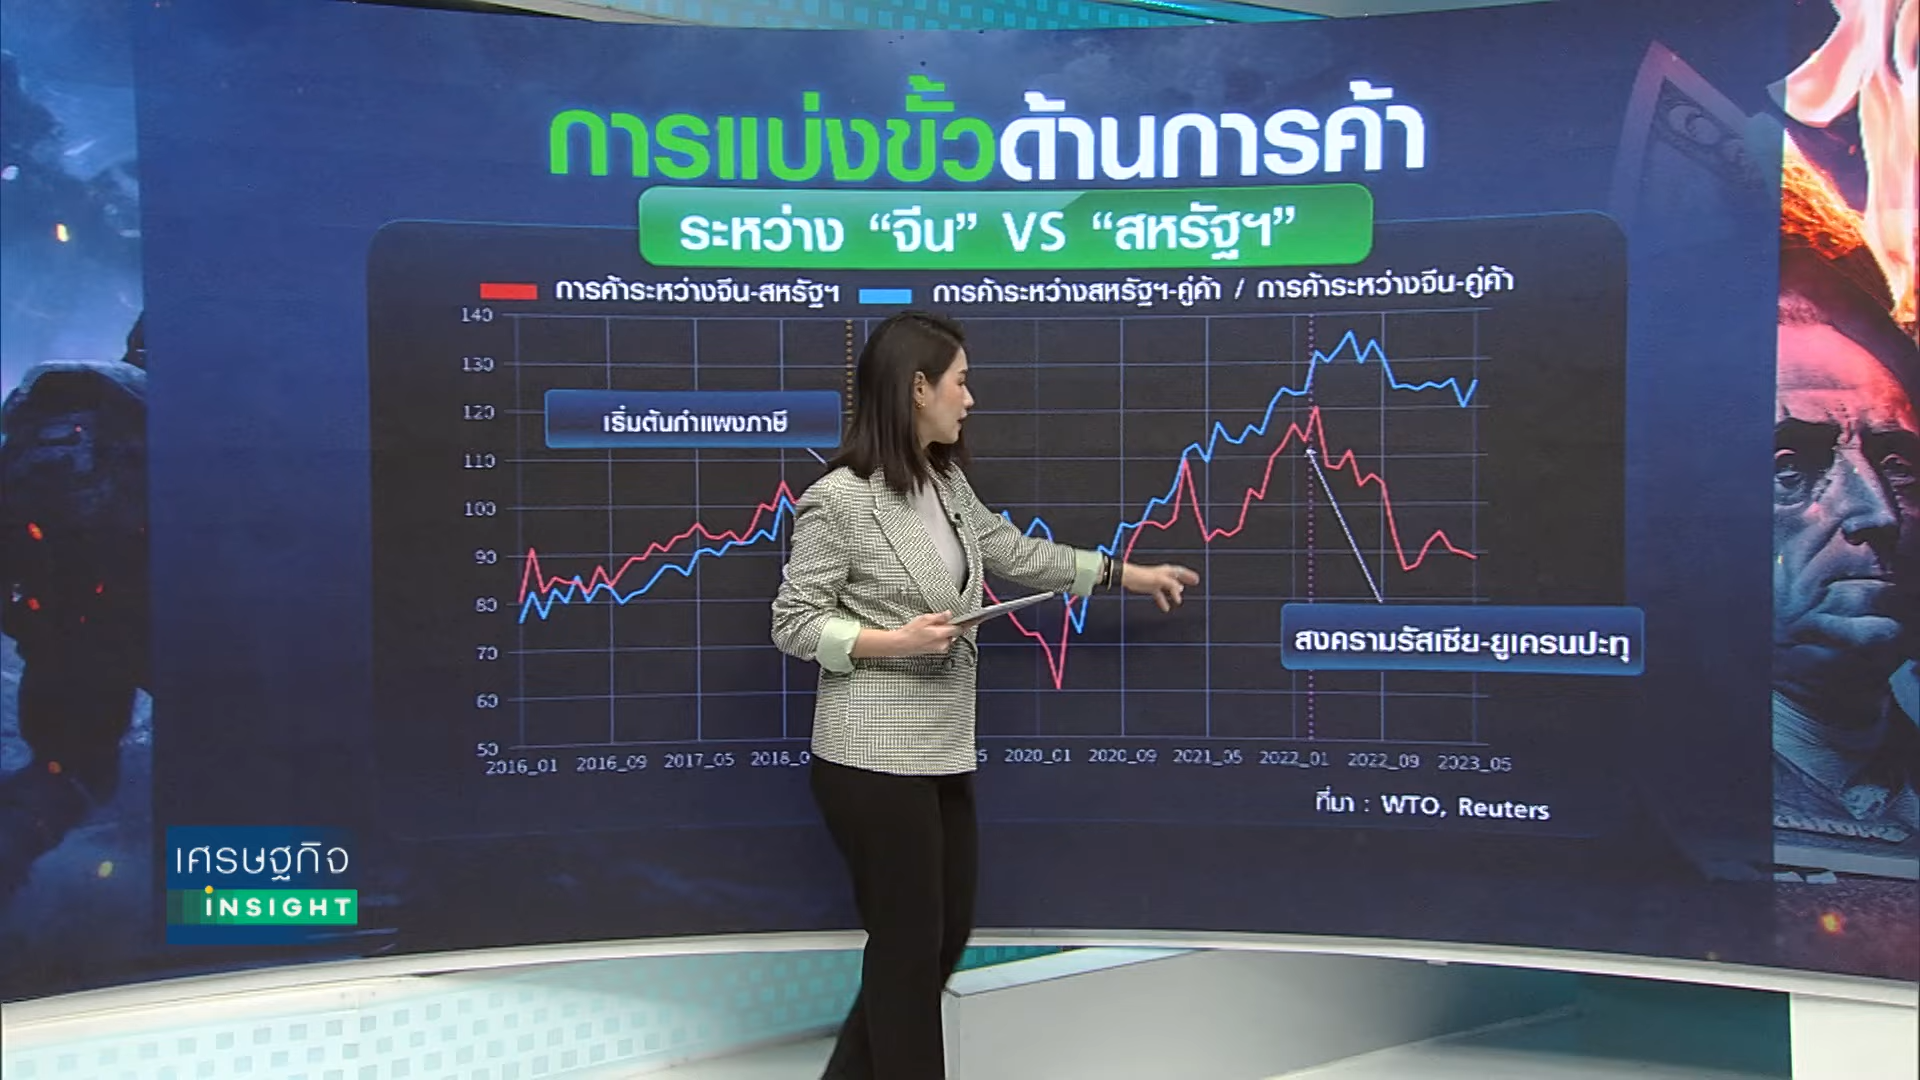 การแบ่งขั้วด้านการค้า
ระหว่าง “จีน” VS “สหรัฐฯ”
การค้าระหว่างจีน-สหรัฐฯ การค้าระหว่างสหรัฐฯ-คู่ค้า / การค้าระหว่างจีน-คู่ค้า
140
130
120
เริ่มต้นกำแพงภาษี
110
100
90
80
สงครามรัสเซีย-ยูเครนปะทุ
70
60
50
2016_01 2016_09 2017_05 2020_01 2020_09 2021_05 2022_01 2022_09 2023_05
ที่มา : WTO, Reuters
เศรษฐกิจ
INSIGHT